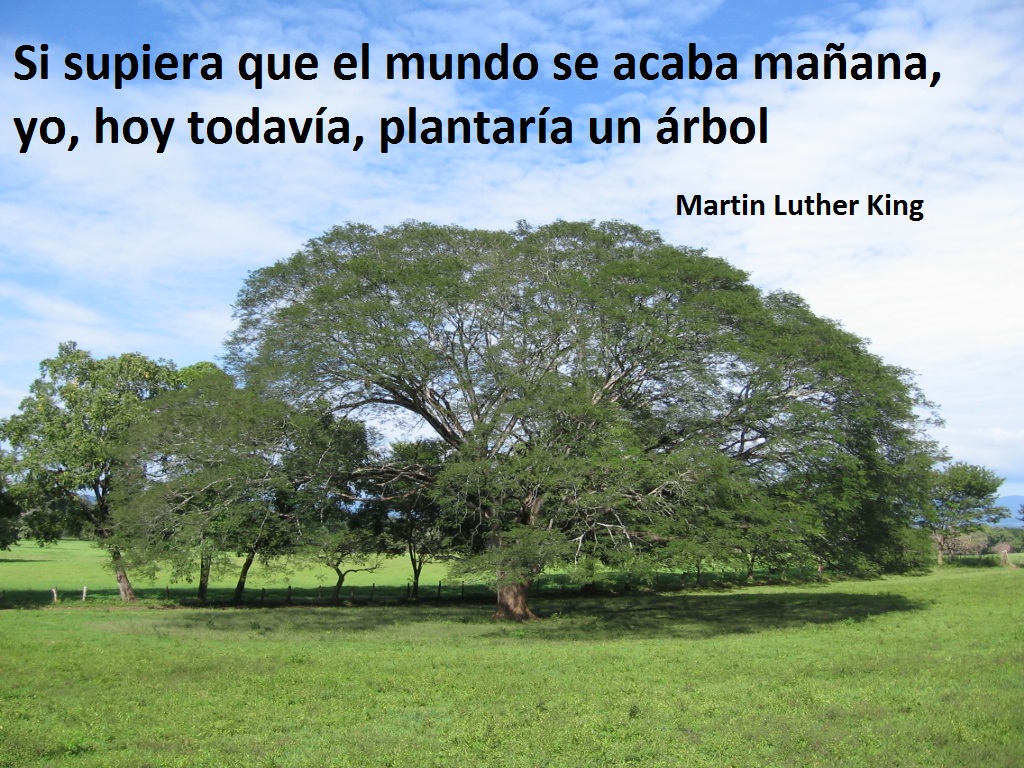 Si supiera que el mundo se acaba mañana,
yo, hoy todavía, plantaría un árbol
Martin Luther King